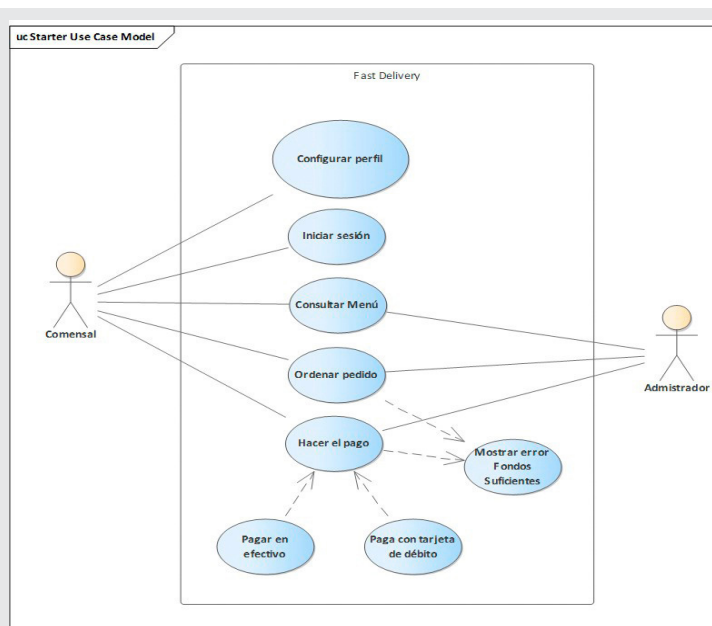 uc Starter Use Case Model
Fast Delivery
Configurar perfil
Iniciar sesión
Consultar Menú
Comensal
Ordenar pedido
Admistrador
Hacer el pago
Mostrar error
Fondos
Suficientes
Pagar en
efectivo
Paga con tarjeta
de débito